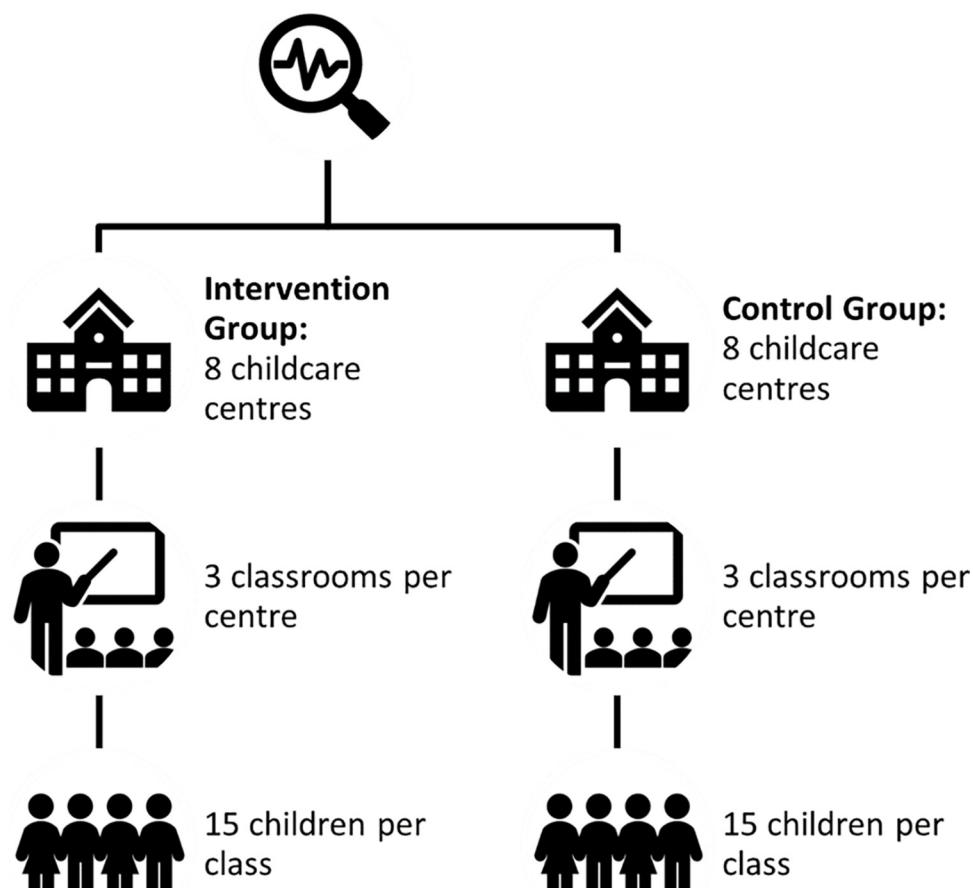 Intervention
Group:
8 childcare
centres
Control Group:
8 childcare
centres
3 classrooms per
centre
3 classrooms per
centre
15 children per
class
15 children per
class